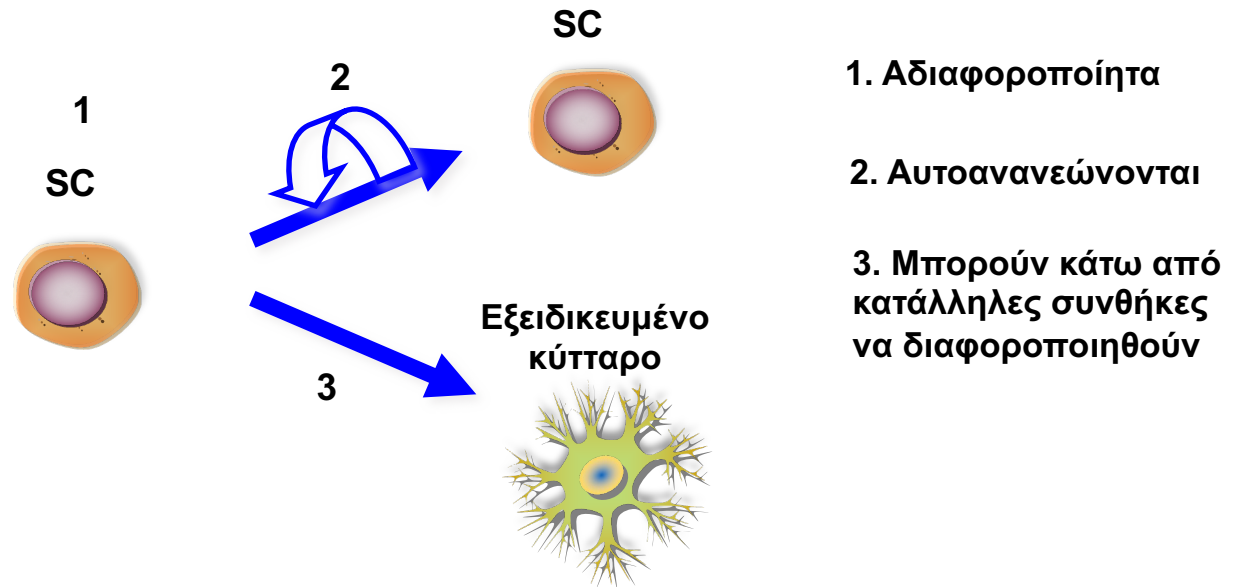 1
SC
2
SC
3
Εξειδικευμένο
κύτταρο
1. Αδιαφοροποίητα
2. Αυτοανανεώνονται
3. Μπορούν κάτω από
κατάλληλες συνθήκες
να διαφοροποιηθούν